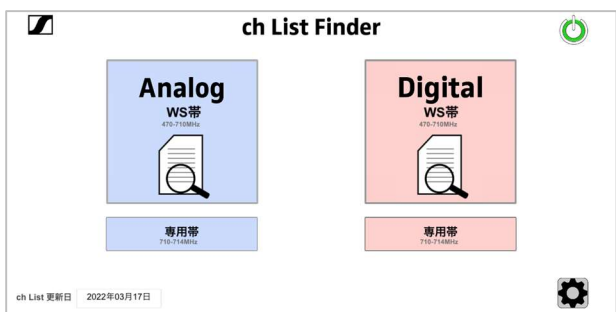 ch List Finder
Analog
WS帯
470-710MHz
Digital
WS帯
470-710MHz
専用帯
710-714MHz
専用帯
710-714MHz
ch List 更新日 2022年03月17日